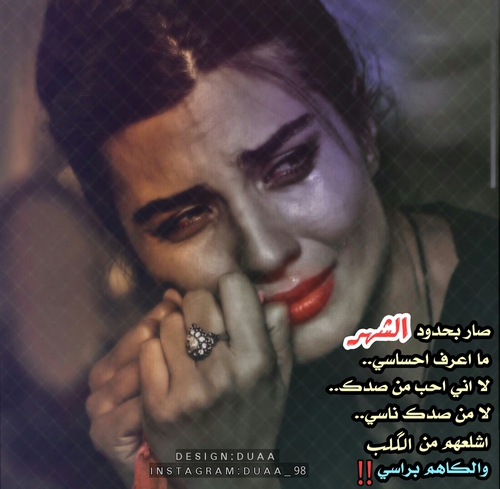 صار بحدود الشهر
ما اعرف احساسي..
لا اني احب من صدك..
لا من صدك ناسي..
اشلعهم من الگلب
والكاهم براسي!!
DESIGN:DUAA
INSTAGRAM:DUAA_98